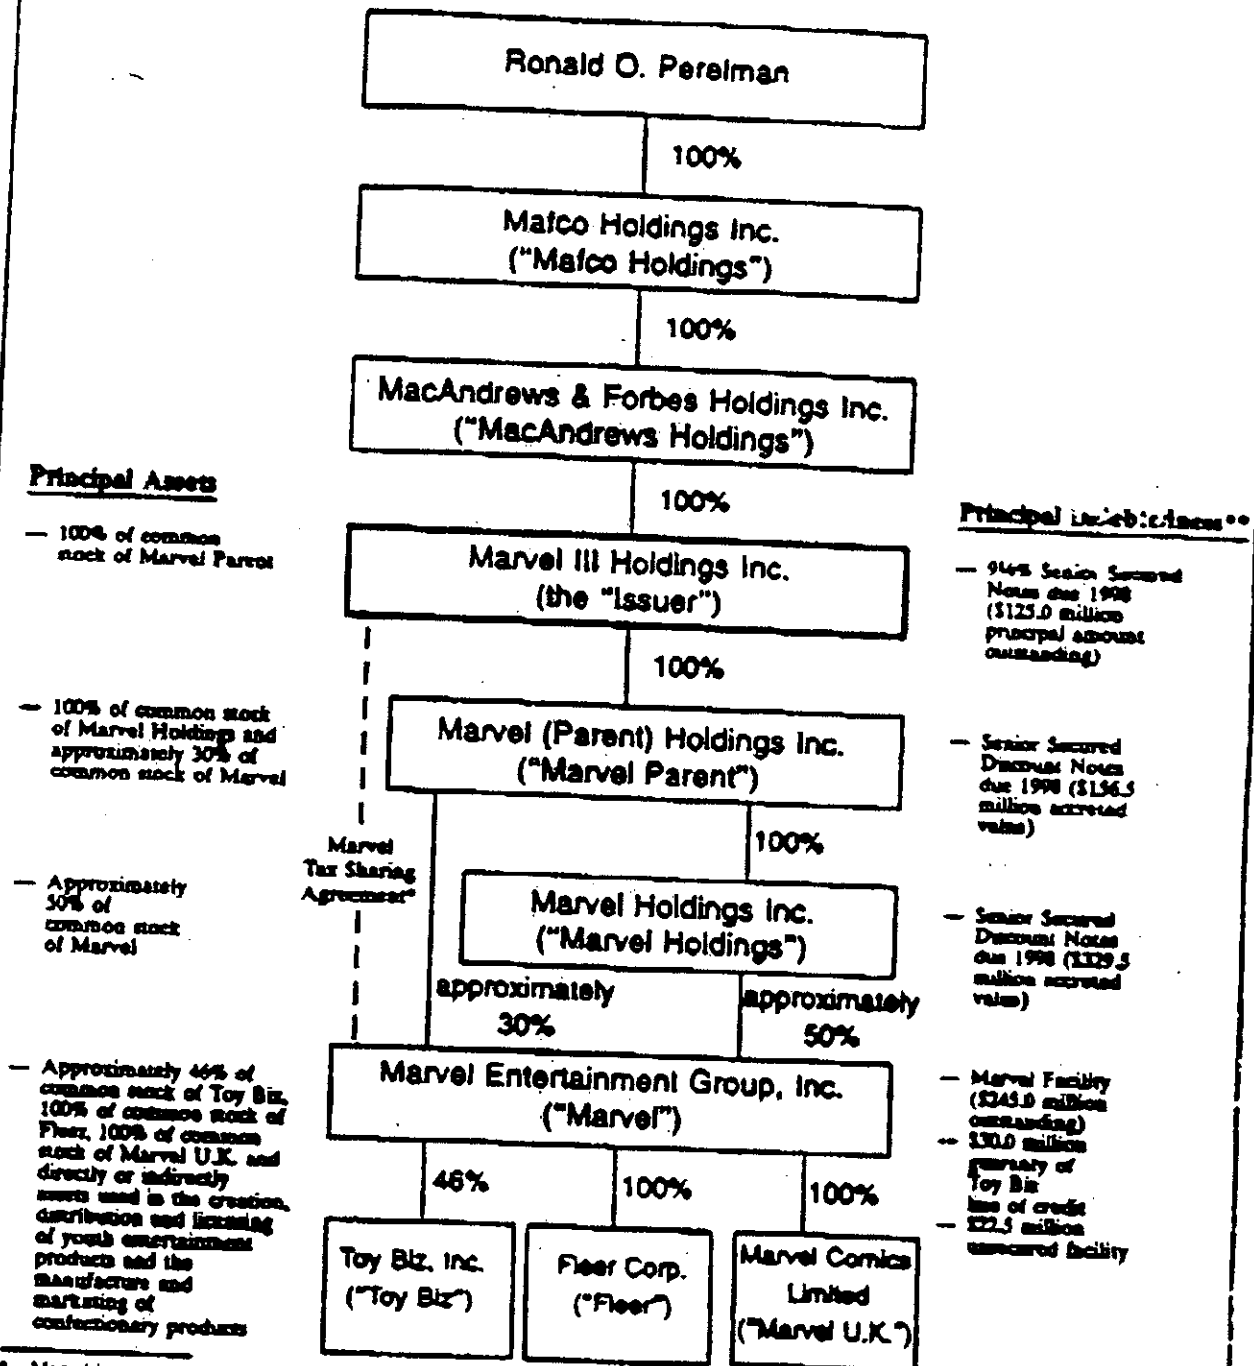 Ronald O. Perelman
100%
Mafco Holdings Inc.
("Mafco Holdings")
100%
MacAndrews & Forbes Holdings Inc.
("MacAndrews Holdings")
100%
Principal Assets
— 100% of common
stock of Marvel Parent
Marvel III Holdings Inc.
(the "Issuer")
Principal
— Senior Secured
Notes due 1998
($125.0 million
principal amount
outstanding)
100%
— 100% of common stock
of Marvel Holdings and
approximately 30% of
common stock of Marvel
Marvel (Parent) Holdings Inc.
("Marvel Parent")
— Senior Secured
Discount Notes
due 1998 ($156.5
million accreted
value)
100%
Marvel
Tax Sharing
Agreement*
— Approximately
50% of
common stock
of Marvel
Marvel Holdings Inc.
("Marvel Holdings")
— Senior Secured
Discount Notes
due 1998 ($329.5
million accreted
value)
approximately
30%
approximately
50%
— Approximately 46% of
common stock of Toy Biz,
100% of common stock of
Fleer, 100% of common
stock of Marvel U.K. and
directly or indirectly
assets used in the creation,
distribution and licensing
of youth entertainment
products and the
manufacture and
marketing of
confectionary products
Marvel Entertainment Group, Inc.
("Marvel")
— Marvel Facility
($245.0 million
outstanding)
— $30.0 million
guaranty of
Toy Biz
line of credit
— $22.5 million
unsecured facility
46%
100%
100%
Toy Biz, Inc.
("Toy Biz")
Fleer Corp.
("Fleer")
Marvel Comics
Limited
("Marvel U.K.")